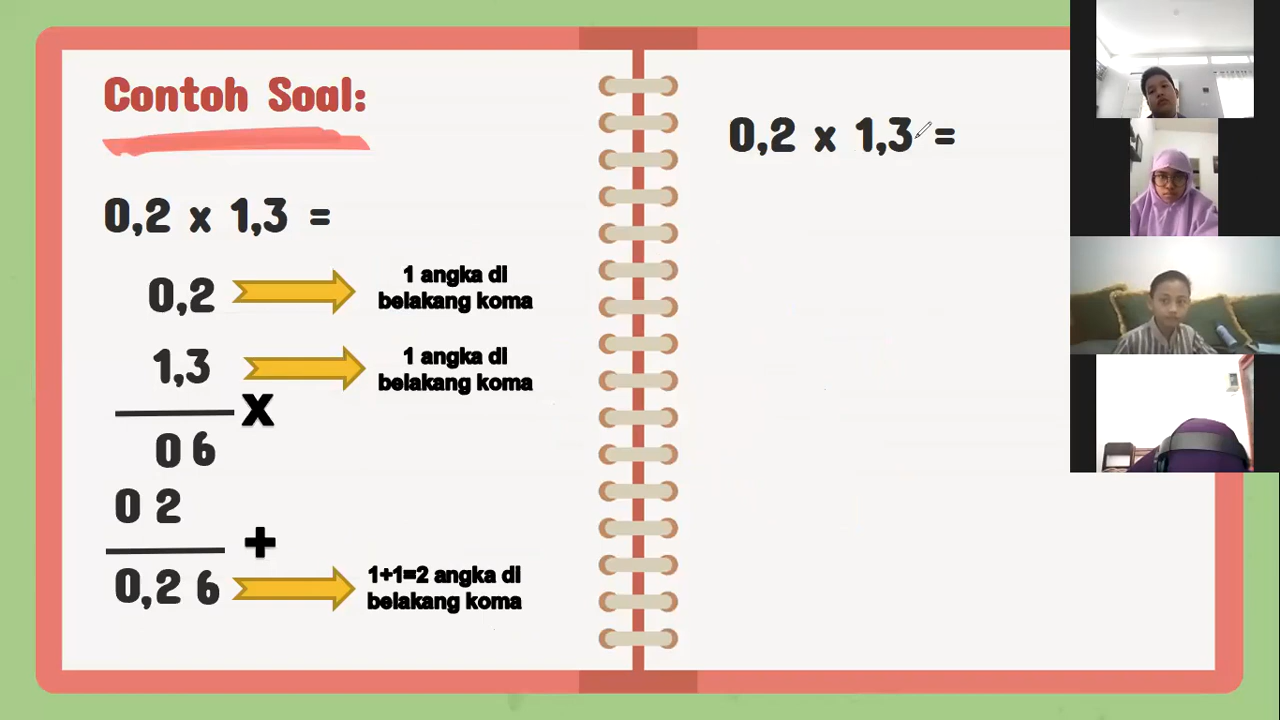 Contoh Soal:
0,2 x 1,3 =
0,2
1 angka di
belakang koma
1,3
1 angka di
belakang koma
x
0 6
0 2
+
0,2 6
1+1=2 angka di
belakang koma
0,2 x 1,3 =